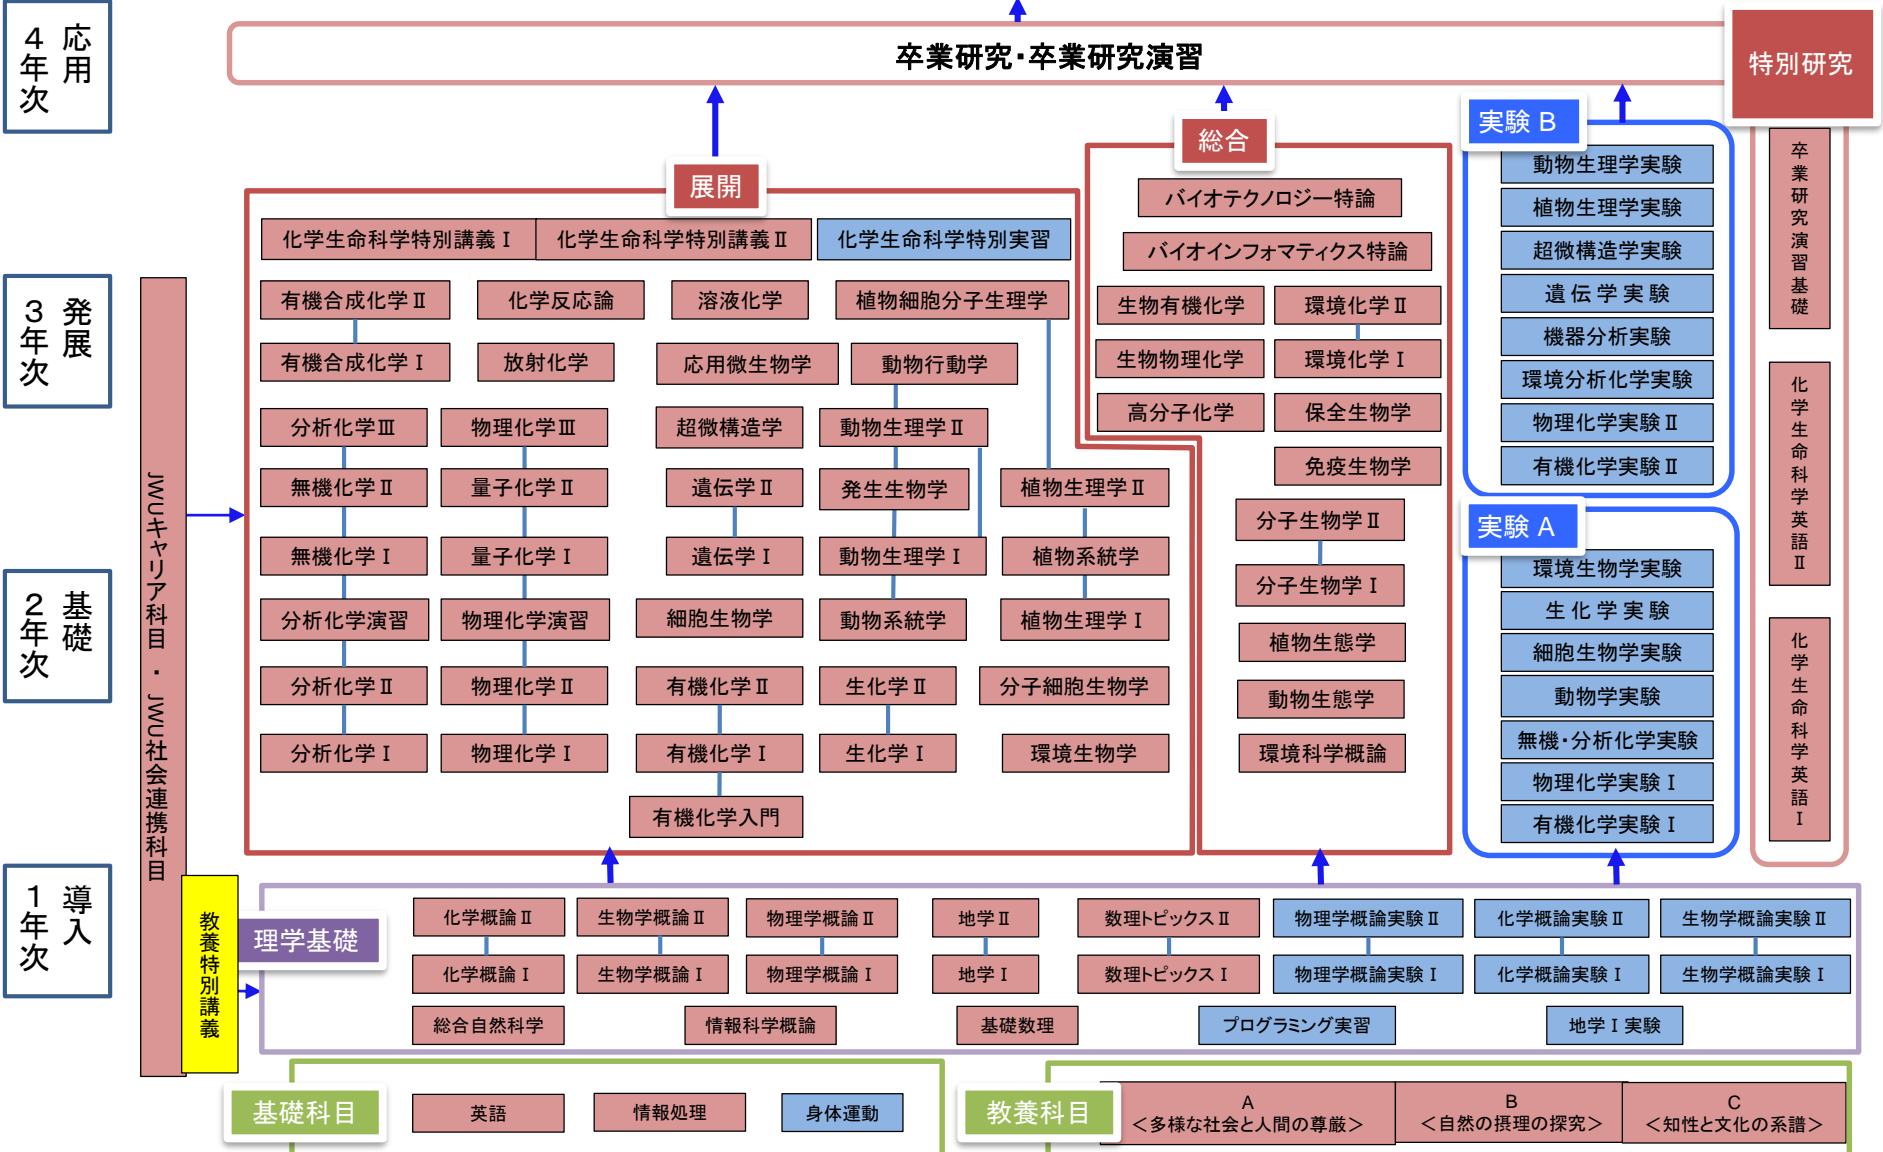 応用
4年次
卒業研究・卒業研究演習
特別研究
展開
総合
実験 B
化学生命科学特別講義Ⅰ
化学生命科学特別講義Ⅱ
化学生命科学特別実習
バイオテクノロジー特論
バイオインフォマティクス特論
動物生理学実験
植物生理学実験
超微構造学実験
遺伝学実験
機器分析実験
環境分析化学実験
物理化学実験Ⅱ
有機化学実験Ⅱ
卒業研究演習基礎
発展
3年次
有機合成化学Ⅱ
化学反応論
溶液化学
植物細胞分子生理学
生物有機化学
環境化学Ⅱ
有機合成化学Ⅰ
放射化学
応用微生物学
動物行動学
生物物理化学
環境化学Ⅰ
分析化学Ⅲ
物理化学Ⅲ
超微構造学
動物生理学Ⅱ
高分子化学
保全生物学
無機化学Ⅱ
量子化学Ⅱ
遺伝学Ⅱ
発生生物学
植物生理学Ⅱ
免疫生物学
分子生物学Ⅱ
化学生命科学英語Ⅱ
JWUキャリア科目 ・ JWU社会連携科目
無機化学Ⅰ
量子化学Ⅰ
遺伝学Ⅰ
動物生理学Ⅰ
植物系統学
分子生物学Ⅰ
基礎
2年次
分析化学演習
物理化学演習
細胞生物学
動物系統学
植物生理学Ⅰ
植物生態学
分析化学Ⅱ
物理化学Ⅱ
有機化学Ⅱ
生化学Ⅱ
分子細胞生物学
動物生態学
分析化学Ⅰ
物理化学Ⅰ
有機化学Ⅰ
生化学Ⅰ
環境生物学
環境科学概論
有機化学入門
実験 A
環境生物学実験
生化学実験
細胞生物学実験
動物学実験
無機・分析化学実験
物理化学実験Ⅰ
有機化学実験Ⅰ
化学生命科学英語Ⅰ
導入
1年次
教養特別講義
理学基礎
化学概論Ⅱ
生物学概論Ⅱ
物理学概論Ⅱ
地学Ⅱ
数理トピックスⅡ
物理学概論実験Ⅱ
化学概論実験Ⅱ
生物学概論実験Ⅱ
化学概論Ⅰ
生物学概論Ⅰ
物理学概論Ⅰ
地学Ⅰ
数理トピックスⅠ
物理学概論実験Ⅰ
化学概論実験Ⅰ
生物学概論実験Ⅰ
総合自然科学
情報科学概論
基礎数理
プログラミング実習
地学Ⅰ実験
基礎科目
英語
情報処理
身体運動
教養科目
A
＜多様な社会と人間の尊厳＞
B
＜自然の摂理の探究＞
C
＜知性と文化の系譜＞